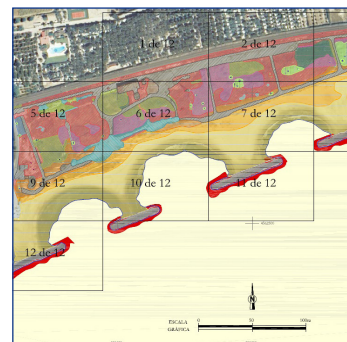 1 de 12
2 de 12
5 de 12
6 de 12
7 de 12
9 de 12
10 de 12
11 de 12
12 de 12
N
ESCALA
GRÁFICA
0
50
500m